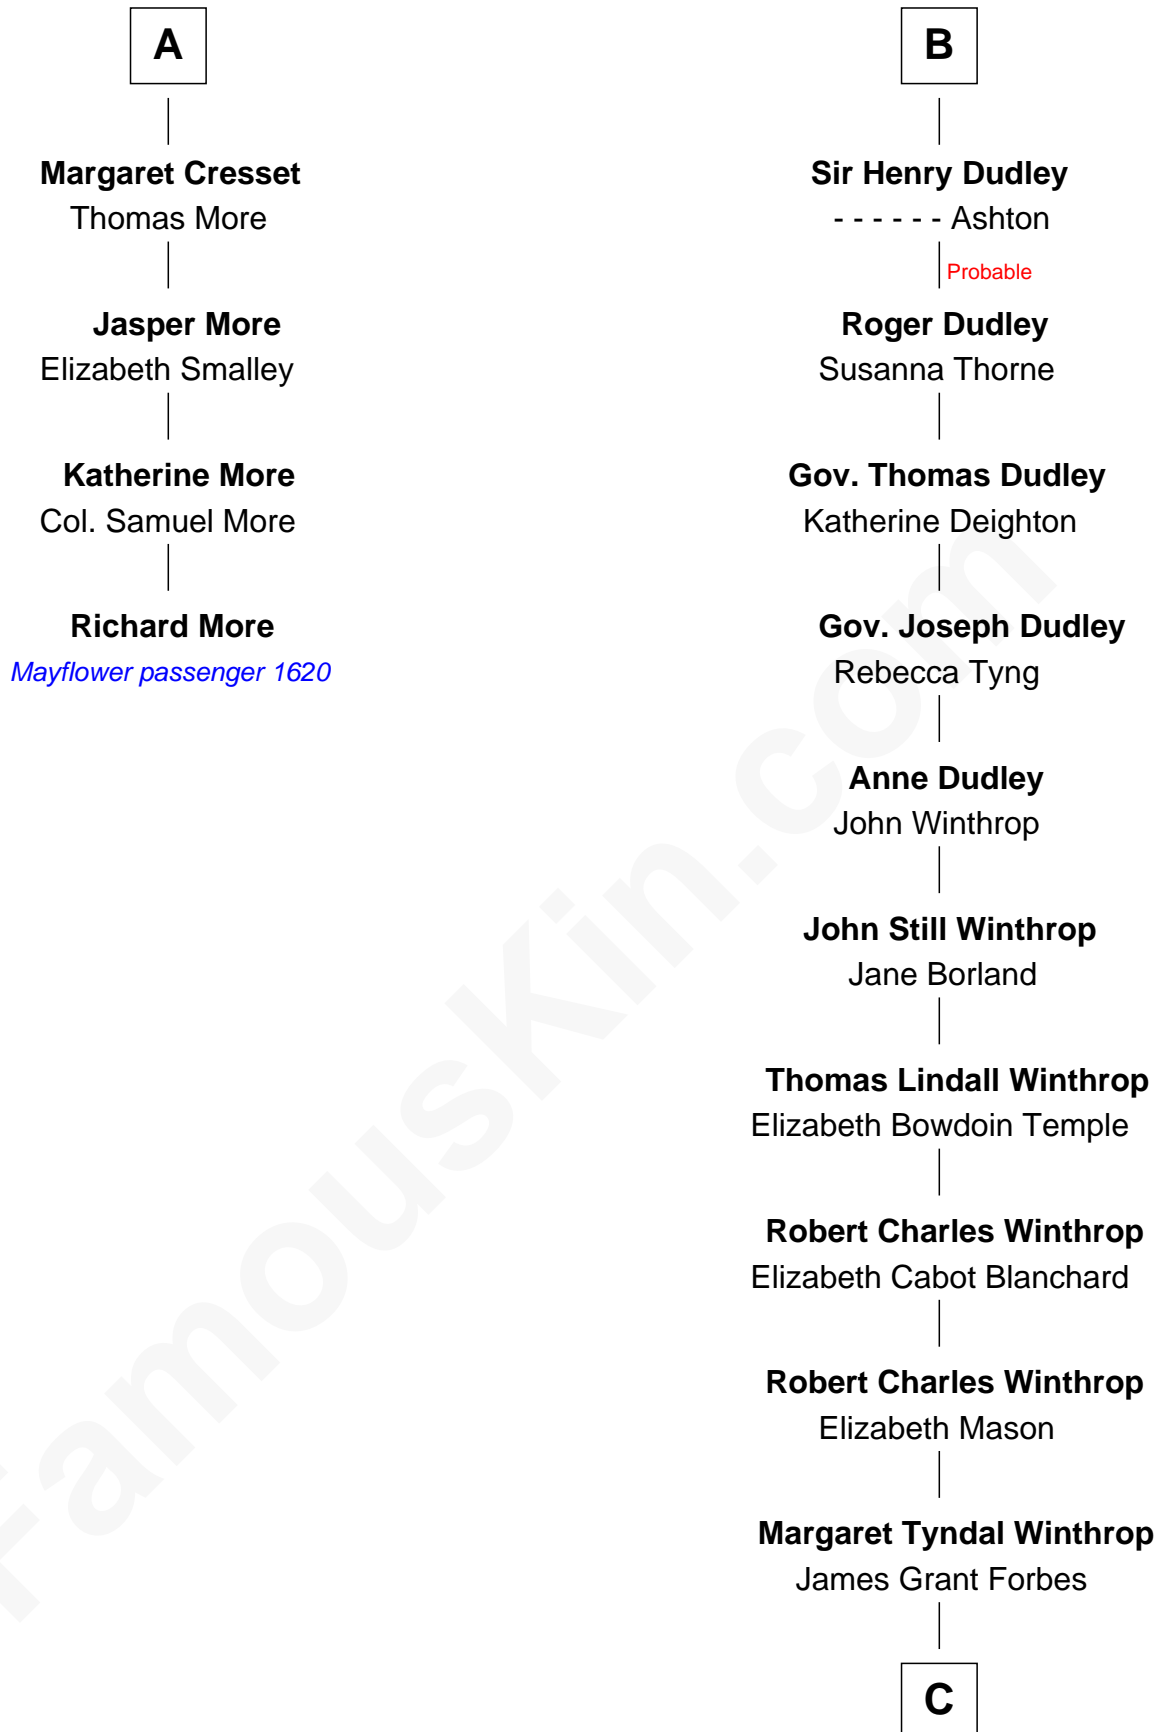 A
Margaret Cresset
Thomas More
Jasper More
Elizabeth Smalley
Katherine More
Col. Samuel More
Richard More
Mayflower passenger 1620
B
Sir Henry Dudley
- - - - - - Ashton
Probable
Roger Dudley
Susanna Thorne
Gov. Thomas Dudley
Katherine Deighton
Gov. Joseph Dudley
Rebecca Tyng
Anne Dudley
John Winthrop
John Still Winthrop
Jane Borland
Thomas Lindall Winthrop
Elizabeth Bowdoin Temple
Robert Charles Winthrop
Elizabeth Cabot Blanchard
Robert Charles Winthrop
Elizabeth Mason
Margaret Tyndal Winthrop
James Grant Forbes
C
FamousKin.com